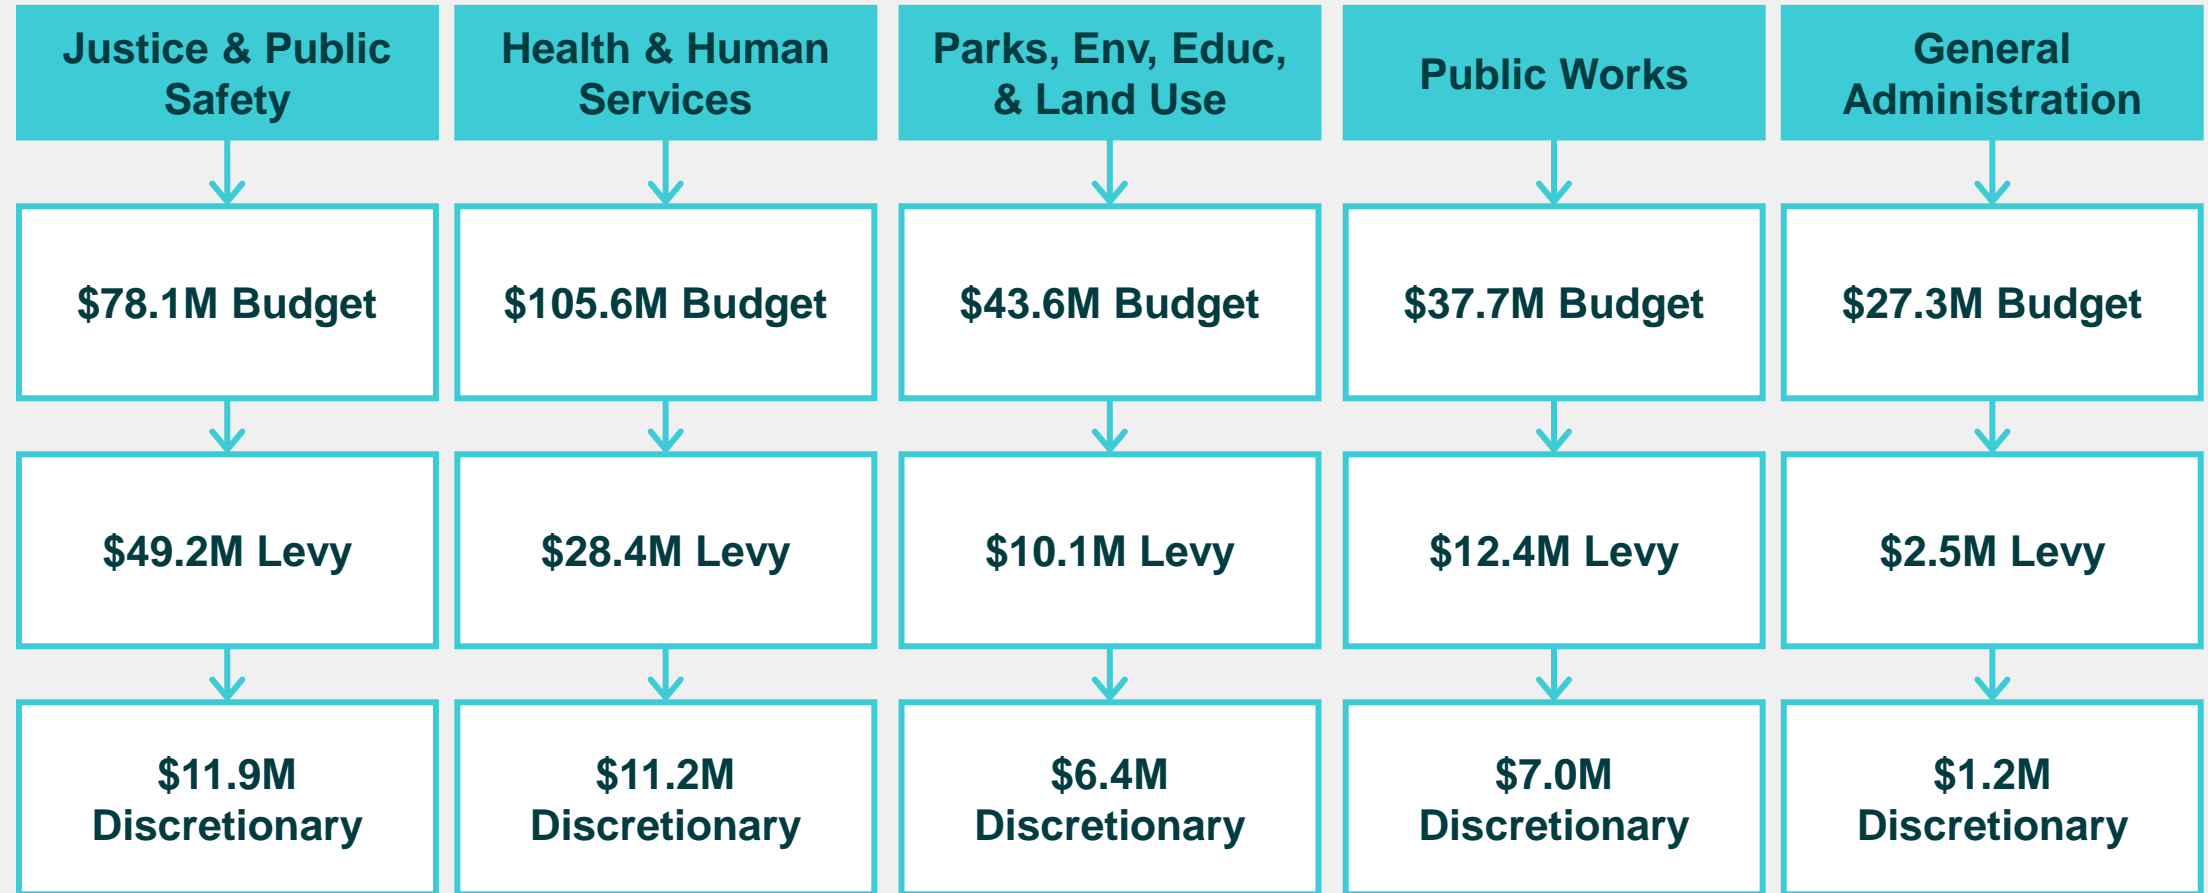 Justice & Public
Safety
Health & Human
Services
Parks, Env, Educ,
& Land Use
Public Works
General
Administration
$78.1M Budget
$105.6M Budget
$43.6M Budget
$37.7M Budget
$27.3M Budget
$49.2M Levy
$28.4M Levy
$10.1M Levy
$12.4M Levy
$2.5M Levy
$11.9M
Discretionary
$11.2M
Discretionary
$6.4M
Discretionary
$7.0M
Discretionary
$1.2M
Discretionary